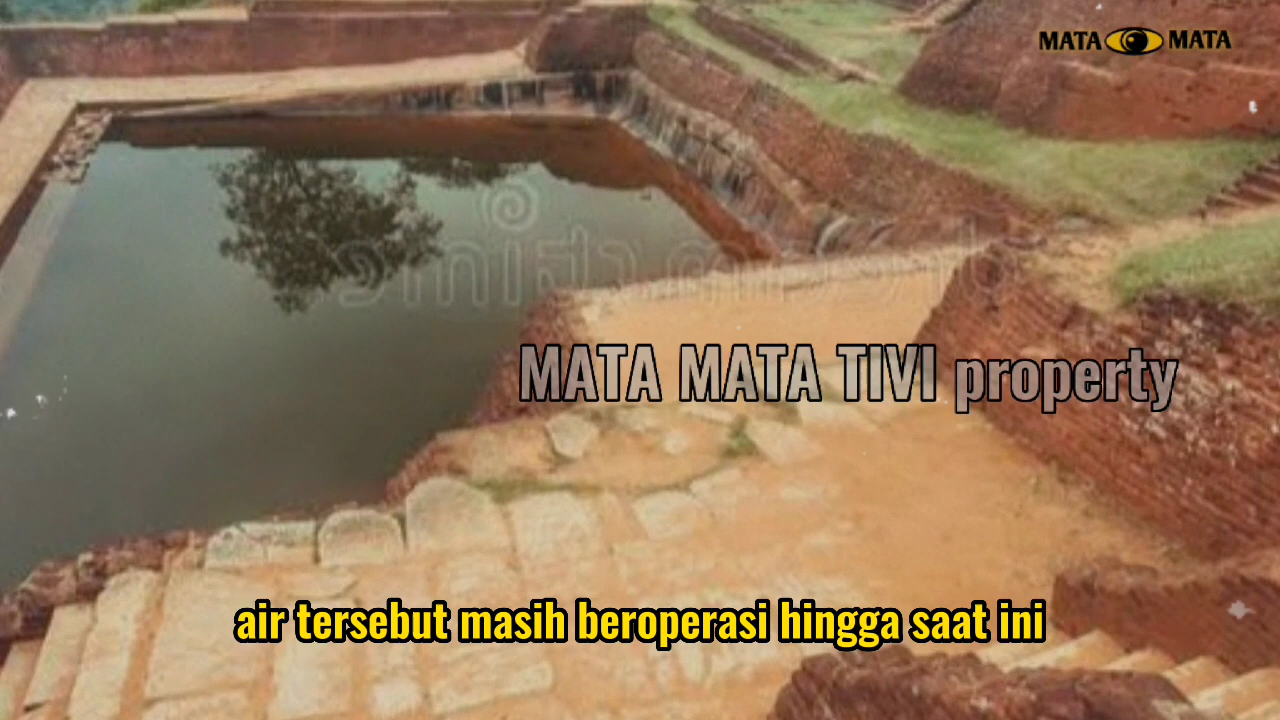 MATA MATA
MATA MATA TIVI property
air tersebut masih beroperasi hingga saat ini